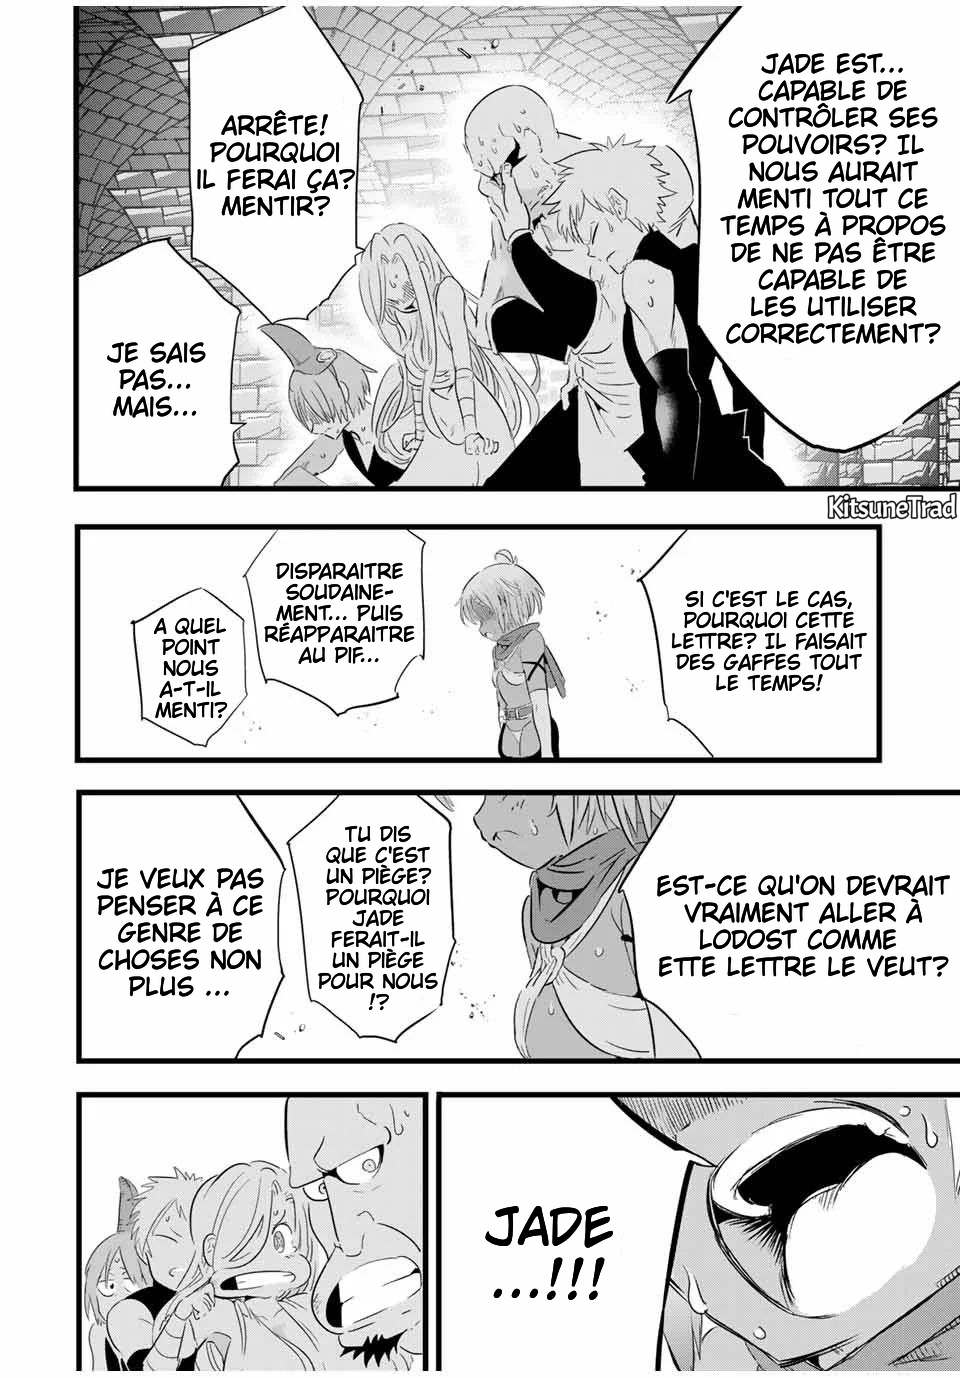 JADE EST...
CAPABLE DE
CONTRÔLER SES
POUVOIRS? IL
NOUS AURAIT
MENTI TOUT CE
TEMPS À PROPOS
DE NE PAS ÊTRE
CAPABLE DE
LES UTILISER
CORRECTEMENT?
ARRÊTE!
POURQUOI
IL FERAI ÇA?
MENTIR?
JE SAIS
PAS...
MAIS...
KitsuneTrad
SI C'EST LE CAS,
POURQUOI CETTE
LETTRE? IL FAISAIT
DES GAFFES TOUT
LE TEMPS!
DISPARAITRE
SOUDAINE-
MENT... PUIS
RÉAPPARAITRE
AU PIF...
A QUEL
POINT
NOUS
A-T-IL
MENTI?
EST-CE QU'ON DEVRAIT
VRAIMENT ALLER À
LODOST COMME
ETTE LETTRE LE VEUT?
TU DIS
QUE C'EST
UN PIÈGE?
POURQUOI
JADE
FERAIT-IL
UN PIÈGE
POUR NOUS
!?
JE VEUX PAS
PENSER À CE
GENRE DE
CHOSES NON
PLUS ...
JADE
...!!!